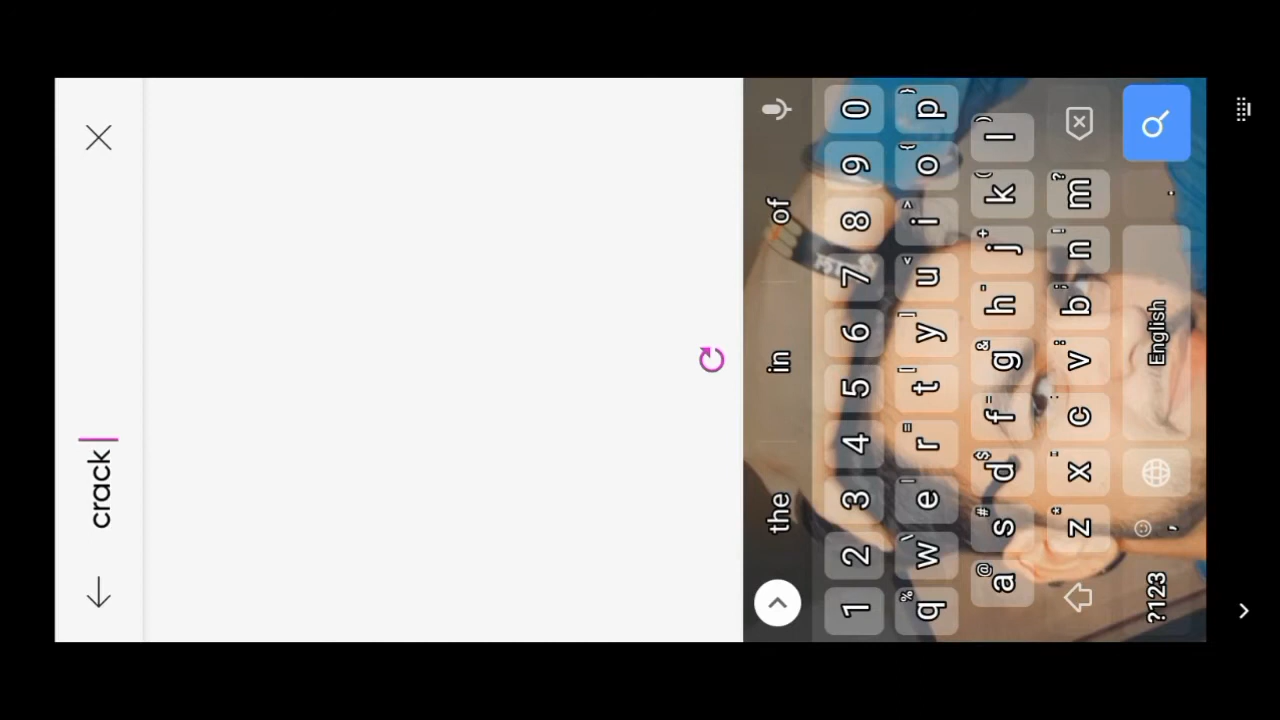 crack
the in of
1 2 3 4 5 6 7 8 9 0
q w e r t y u i o p
% \ | = [ ] < > { }
a s d f g h j k l
@ # $ = & - + ( )
z x c v b n m
* " ' : ; ! ?
?123 , English .